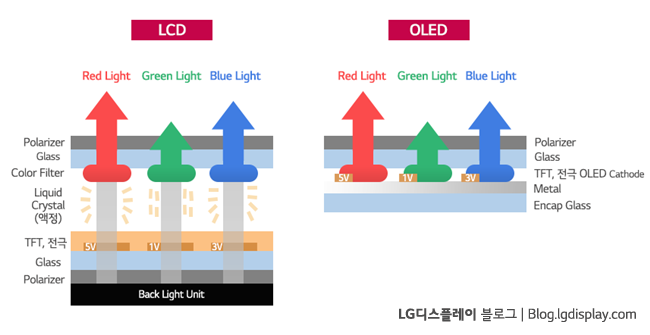 LCD
OLED
Red Light Green Light Blue Light
Red Light Green Light Blue Light
Polarizer
Glass
Color Filter
Liquid
Crystal
(액정)
TFT, 전극
5V 1V 3V
Glass
Polarizer
Back Light Unit
Polarizer
Glass
5V 1V 3V
TFT, 전극 OLED Cathode
Metal
Encap Glass
LG디스플레이 블로그 | Blog.lgdisplay.com